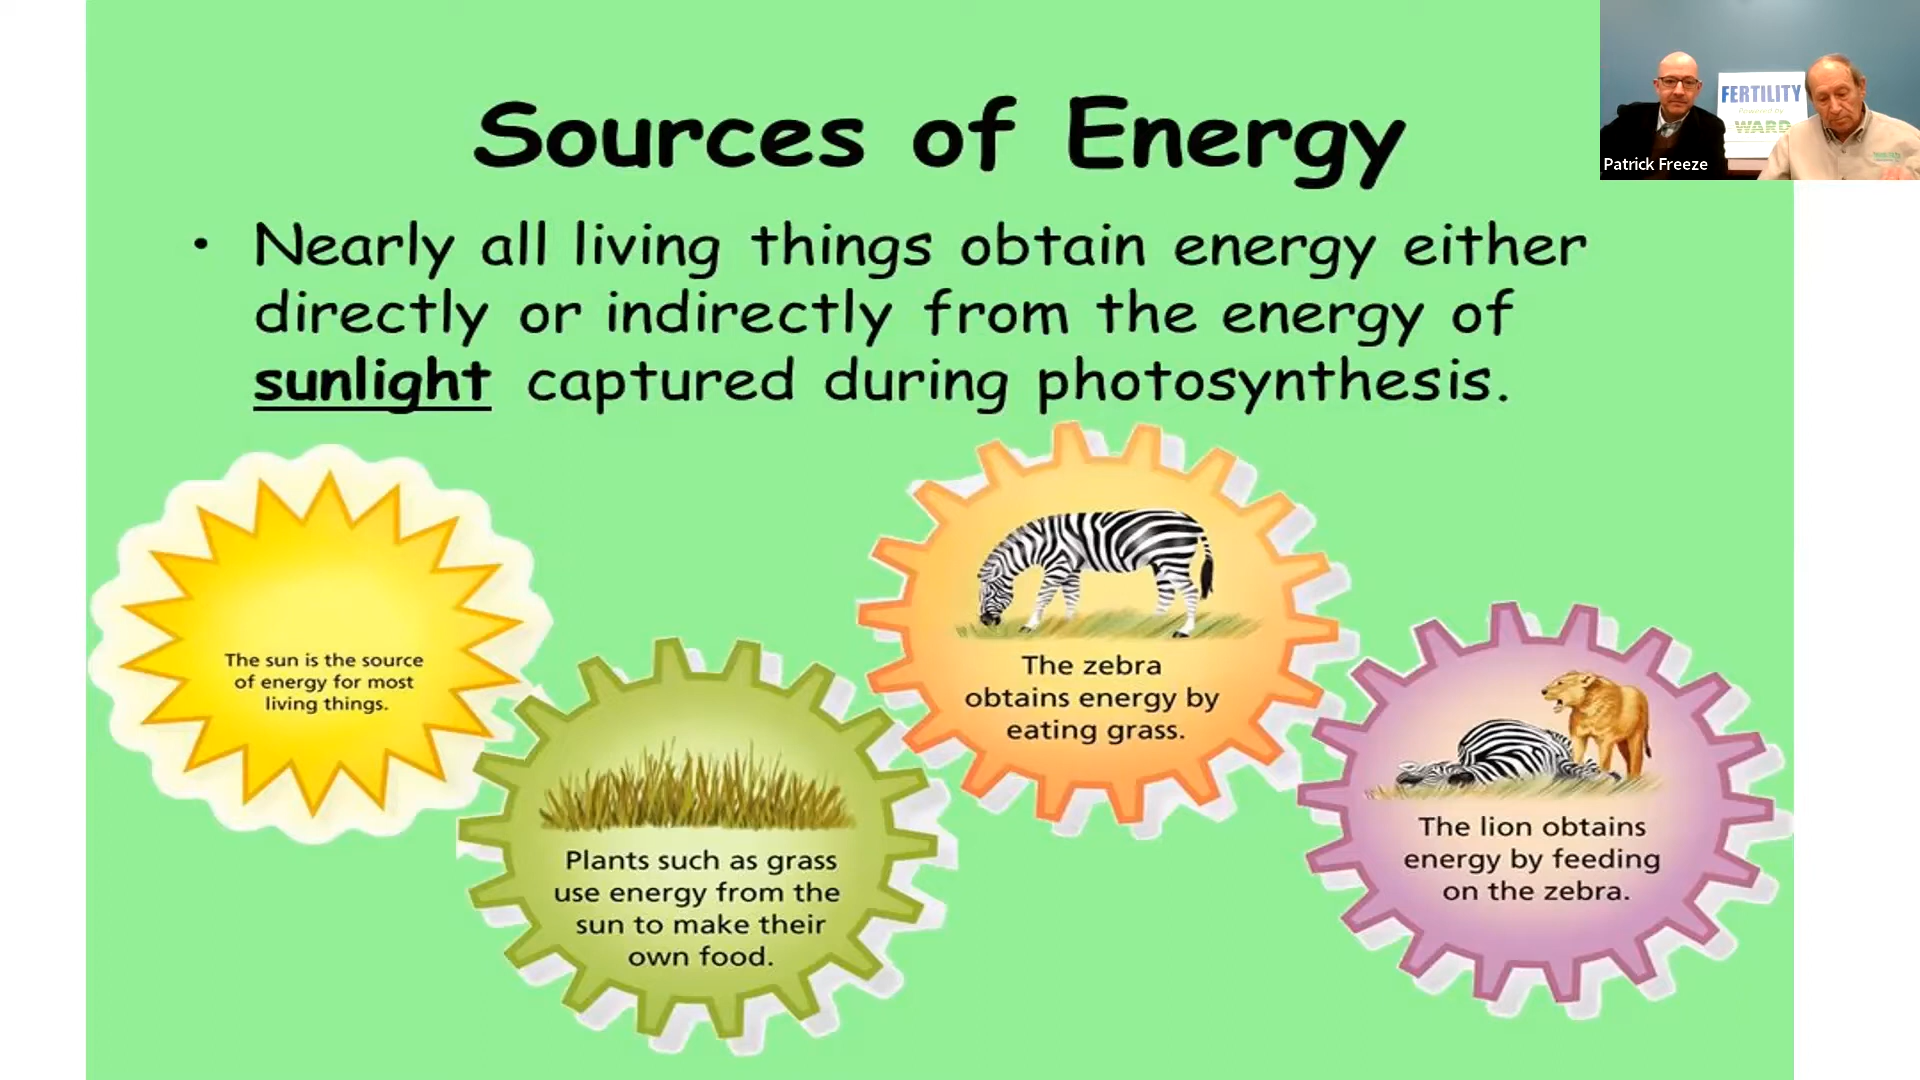 Sources of Energy
• Nearly all living things obtain energy either
directly or indirectly from the energy of
sunlight captured during photosynthesis.
The sun is the source
of energy for most
living things.
Plants such as grass
use energy from the
sun to make their
own food.
The zebra
obtains energy by
eating grass.
The lion obtains
energy by feeding
on the zebra.
FERTILITY
Powered by
WARD
Patrick Freeze